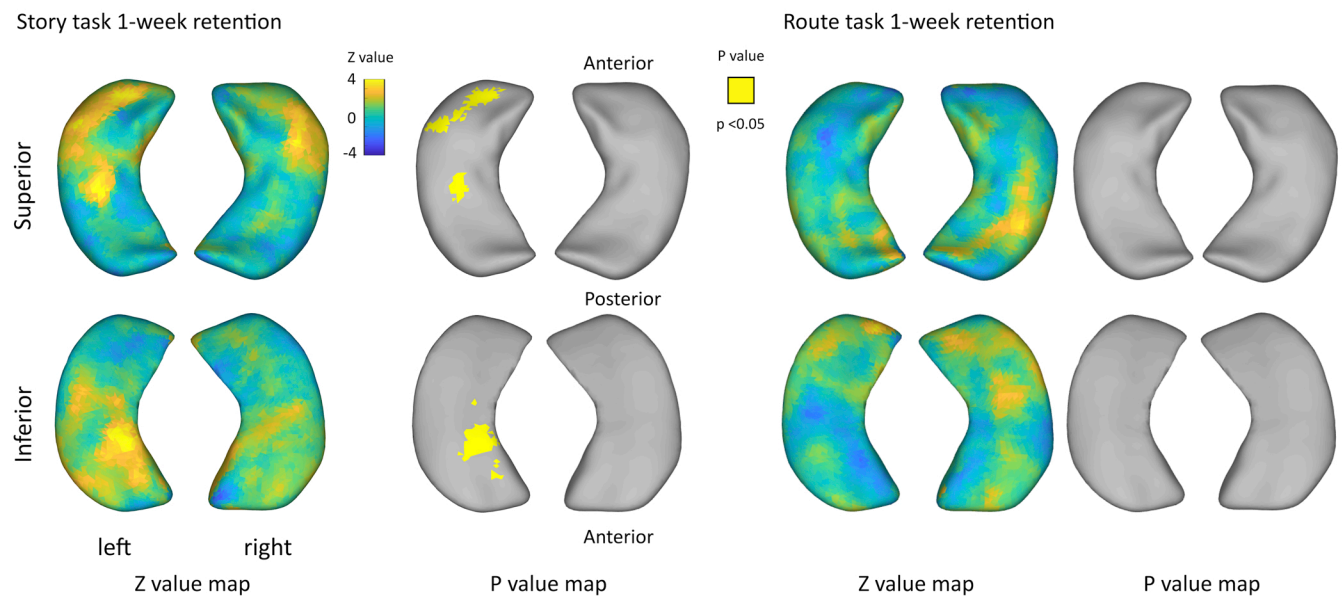 Story task 1-week retention
Route task 1-week retention
Z value
4
0
-4
Anterior
P value
p <0.05
Superior
Posterior
Inferior
Anterior
left
right
Z value map
P value map
Z value map
P value map